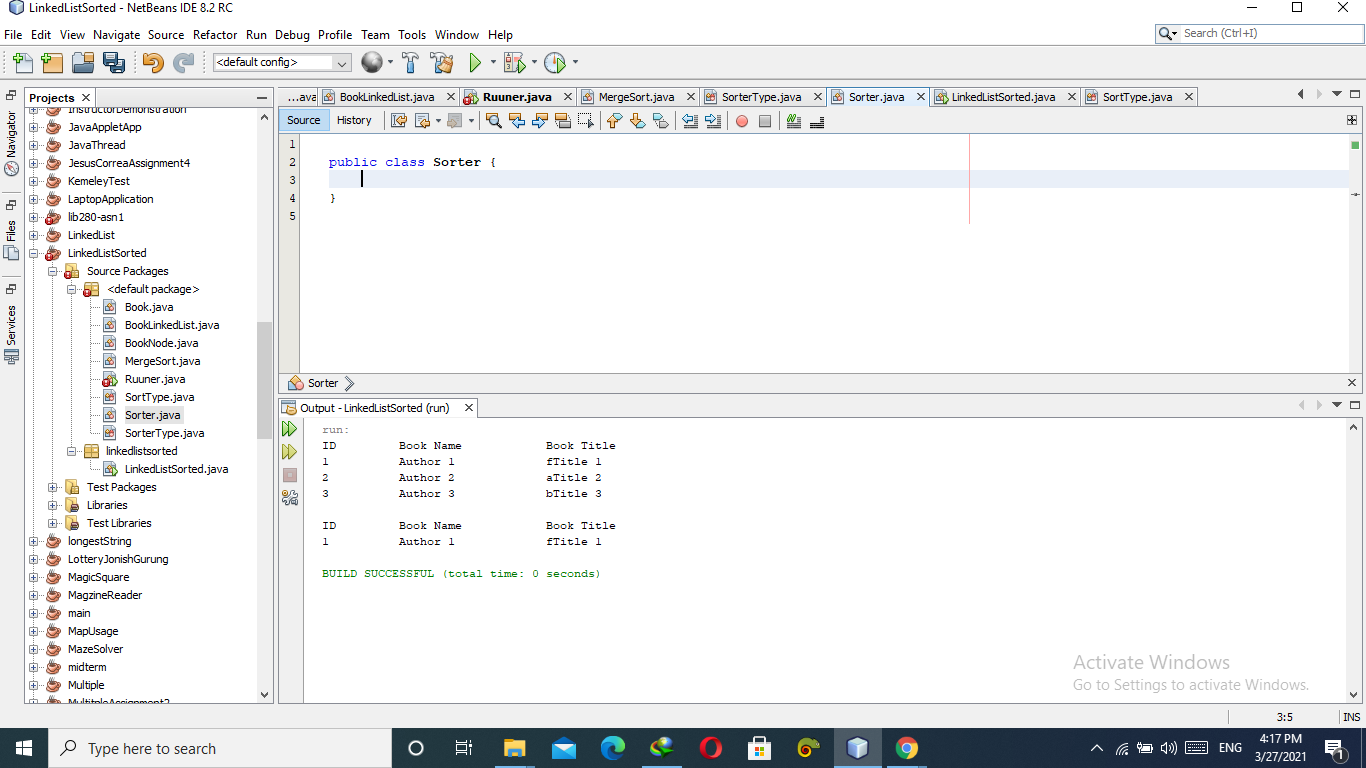 LinkedListSorted - NetBeans IDE 8.2 RC
File Edit View Navigate Source Refactor Run Debug Profile Team Tools Window Help
Search (Ctrl+I)
<default config>
Projects
...ava BookLinkedList.java Ruuner.java MergeSort.java SorterType.java Sorter.java LinkedListSorted.java SortType.java
Source History
Navigator
Files
Services
InstructorDemonstration
JavaAppletApp
JavaThread
JesusCorreaAssignment4
KemeleyTest
LaptopApplication
lib280-asn1
LinkedList
LinkedListSorted
Source Packages
<default package>
Book.java
BookLinkedList.java
BookNode.java
MergeSort.java
Ruuner.java
SortType.java
Sorter.java
SorterType.java
linkedlistsorted
LinkedListSorted.java
Test Packages
Libraries
Test Libraries
longestString
LotteryJonishGurung
MagicSquare
MagzineReader
main
MapUsage
MazeSolver
midterm
Multiple
1
2 public class Sorter {
3
4 }
5
Sorter
Output - LinkedListSorted (run)
run:
ID Book Name Book Title
1 Author 1 fTitle 1
2 Author 2 aTitle 2
3 Author 3 bTitle 3
ID Book Name Book Title
1 Author 1 fTitle 1
BUILD SUCCESSFUL (total time: 0 seconds)
Activate Windows
Go to Settings to activate Windows.
3:5 INS
Type here to search
ENG
4:17 PM
3/27/2021
1